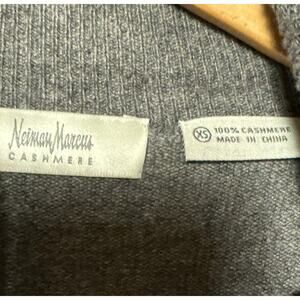 Neiman Marcus
CASHMERE
XS 100% CASHMERE
MADE IN CHINA